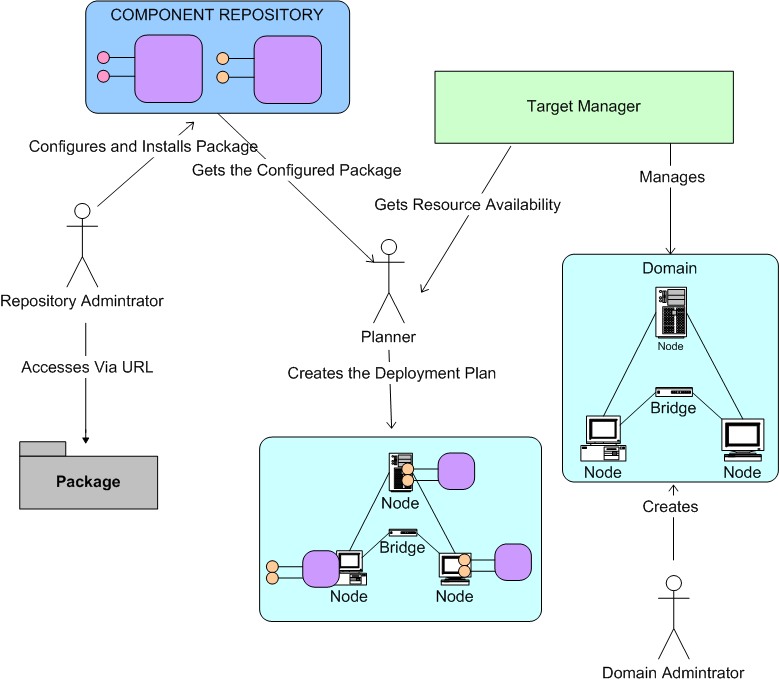 COMPONENT REPOSITORY
Target Manager
Configures and Installs Package
Gets the Configured Package
Manages
Gets Resource Availability
Domain
Node
Bridge
Node
Node
Repository Admintrator
Planner
Accesses Via URL
Creates the Deployment Plan
Package
Node
Bridge
Node
Node
Creates
Domain Admintrator